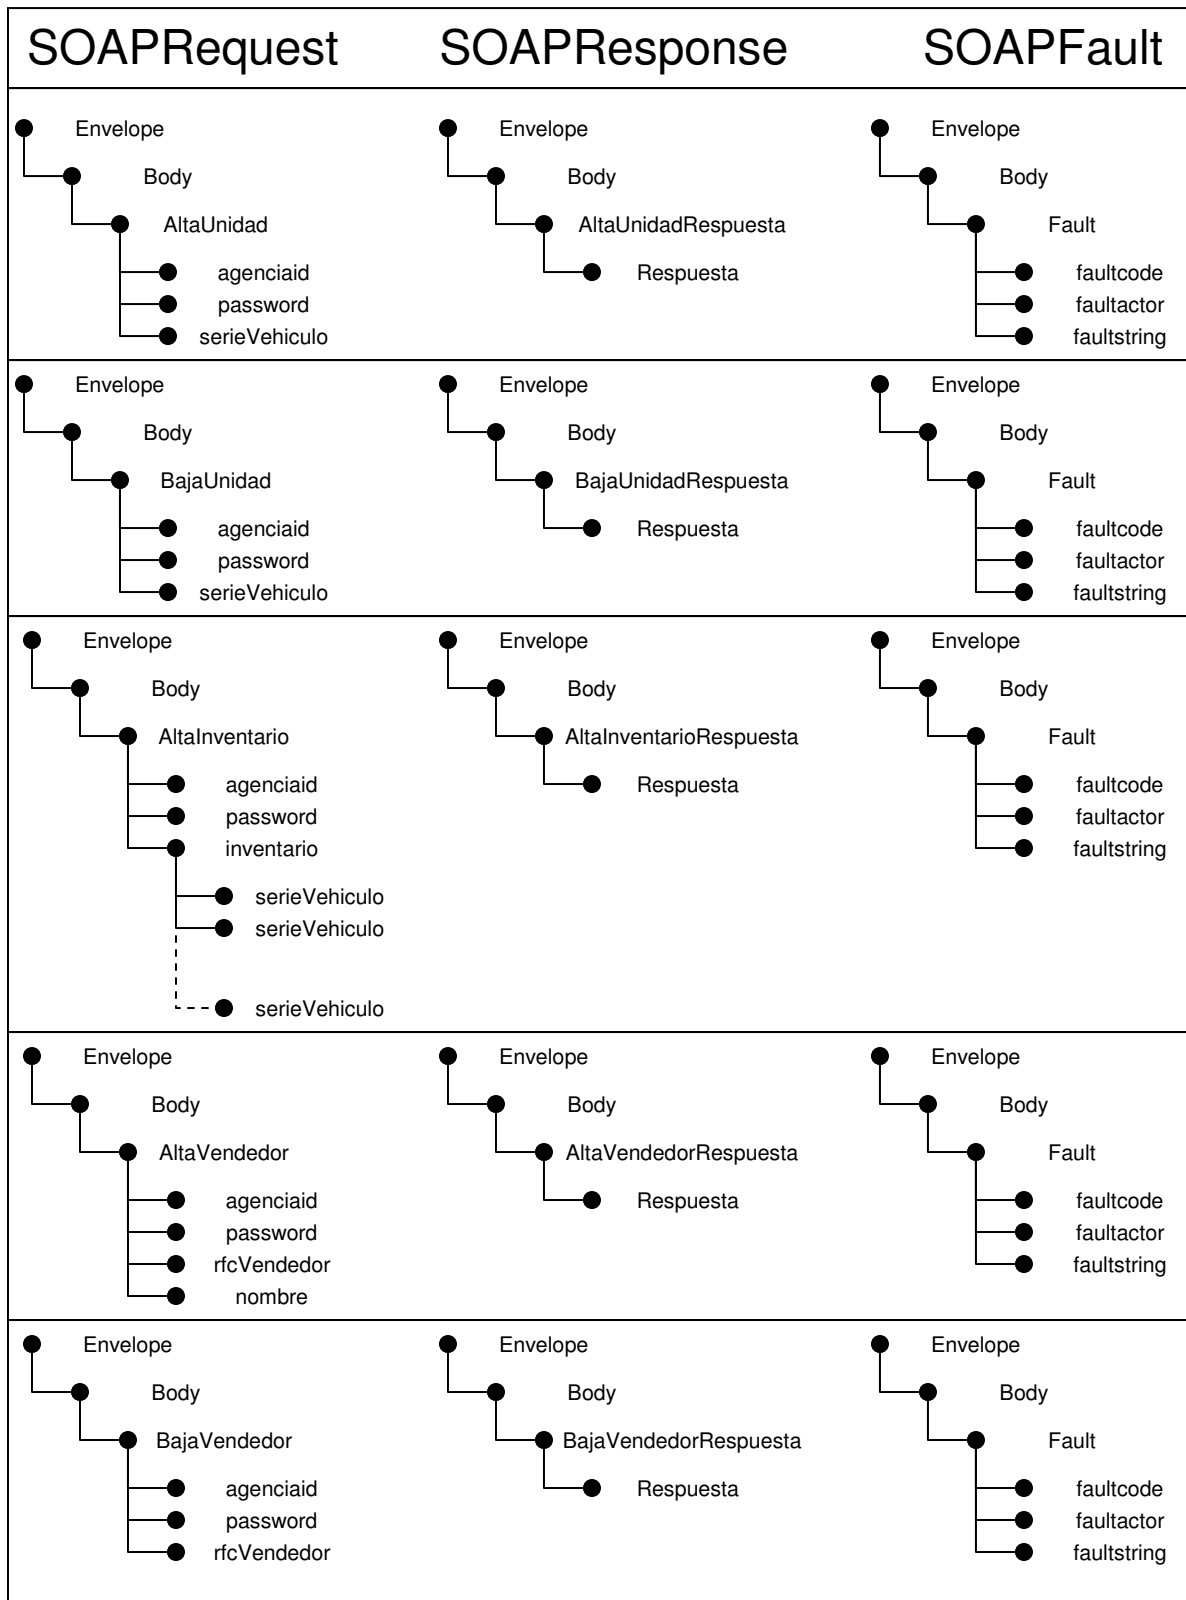 SOAPRequest SOAPResponse SOAPFault
Envelope Envelope Envelope
Body Body Body
AltaUnidad AltaUnidadRespuesta Fault
agenciaid Respuesta faultcode
password faultactor
serieVehiculo faultstring
Envelope Envelope Envelope
Body Body Body
BajaUnidad BajaUnidadRespuesta Fault
agenciaid Respuesta faultcode
password faultactor
serieVehiculo faultstring
Envelope Envelope Envelope
Body Body Body
AltaInventario AltaInventarioRespuesta Fault
agenciaid Respuesta faultcode
password faultactor
inventario faultstring
serieVehiculo
serieVehiculo
serieVehiculo
Envelope Envelope Envelope
Body Body Body
AltaVendedor AltaVendedorRespuesta Fault
agenciaid Respuesta faultcode
password faultactor
rfcVendedor faultstring
nombre
Envelope Envelope Envelope
Body Body Body
BajaVendedor BajaVendedorRespuesta Fault
agenciaid Respuesta faultcode
password faultactor
rfcVendedor faultstring